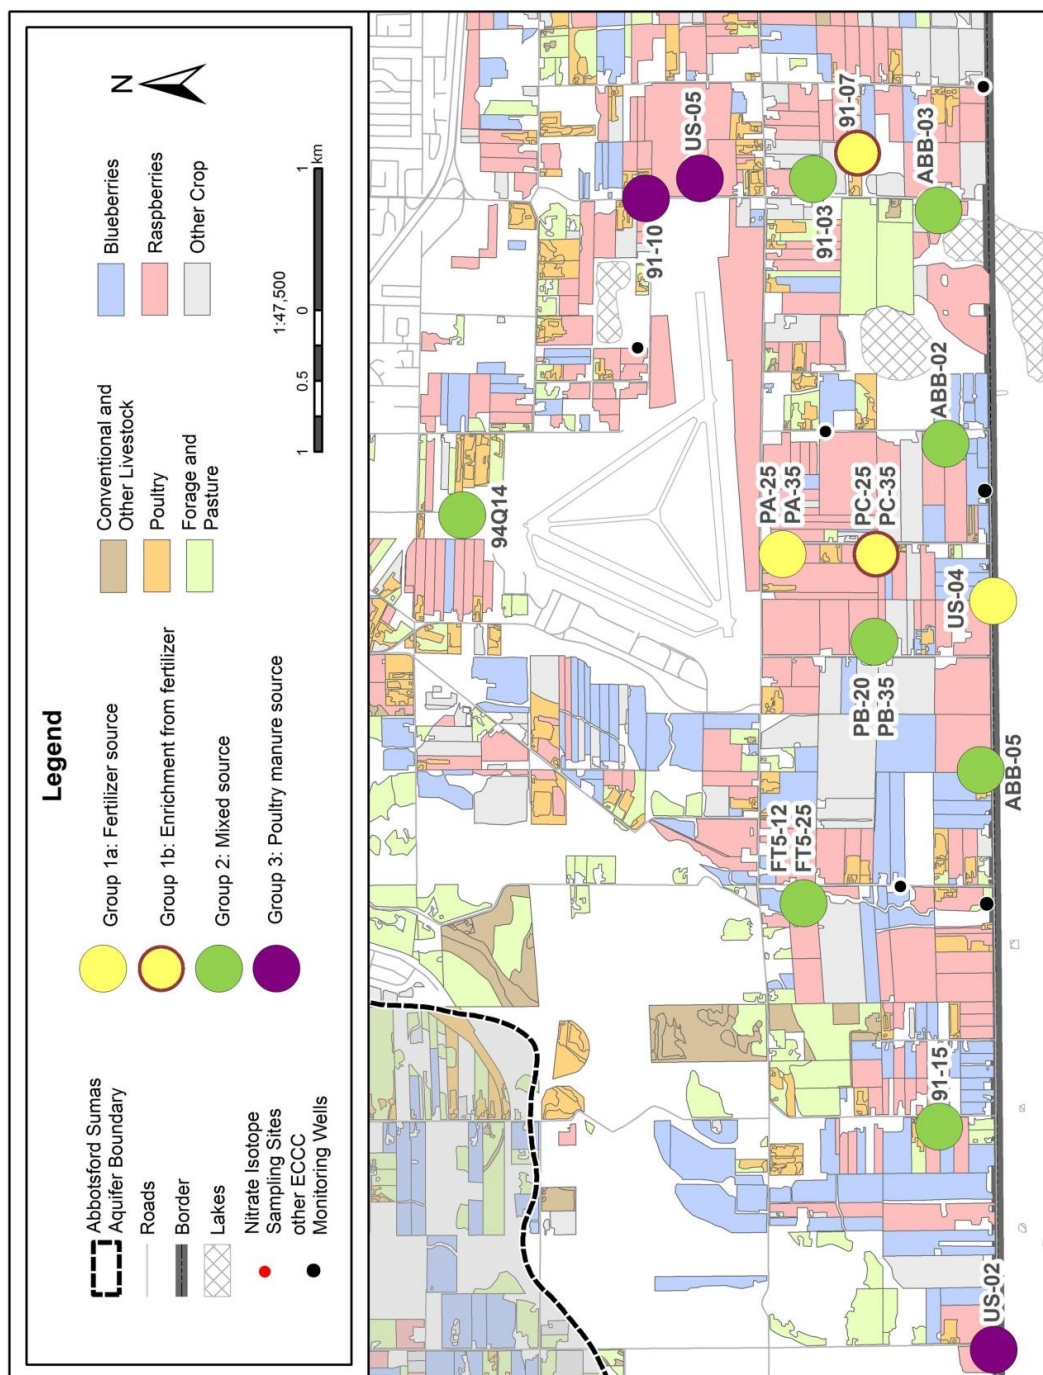 Legend
Abbotsford Sumas
Aquifer Boundary
Roads
Border
Lakes
Nitrate Isotope
Sampling Sites
other ECCC
Monitoring Wells
Group 1a: Fertilizer source
Group 1b: Enrichment from fertilizer
Group 2: Mixed source
Group 3: Poultry manure source
Conventional and
Other Livestock
Poultry
Forage and
Pasture
Blueberries
Raspberries
Other Crop
N
1:47,500
1
0.5
0
1
km
94Q14
91-10
US-05
91-03
91-07
ABB-03
ABB-02
PA-25
PA-35
PC-25
PC-35
US-04
PB-20
PB-35
ABB-05
FT5-12
FT5-25
91-15
US-02